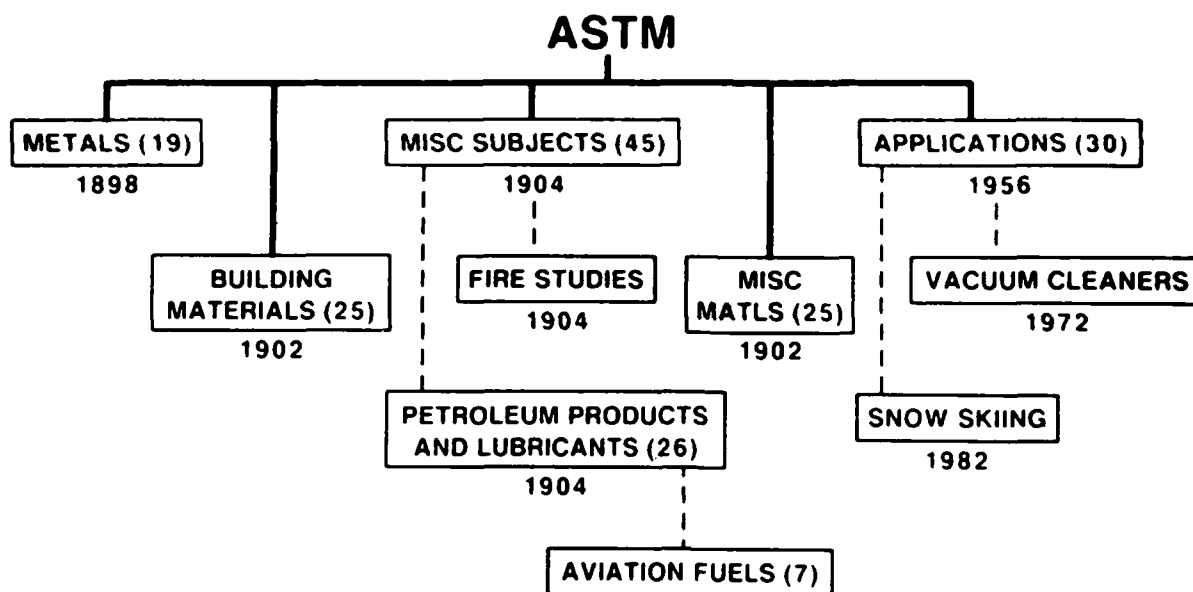 ASTM
METALS (19)
1898
MISC SUBJECTS (45)
1904
APPLICATIONS (30)
1956
BUILDING
MATERIALS (25)
1902
FIRE STUDIES
1904
MISC
MATLS (25)
1902
VACUUM CLEANERS
1972
PETROLEUM PRODUCTS
AND LUBRICANTS (26)
1904
SNOW SKIING
1982
AVIATION FUELS (7)